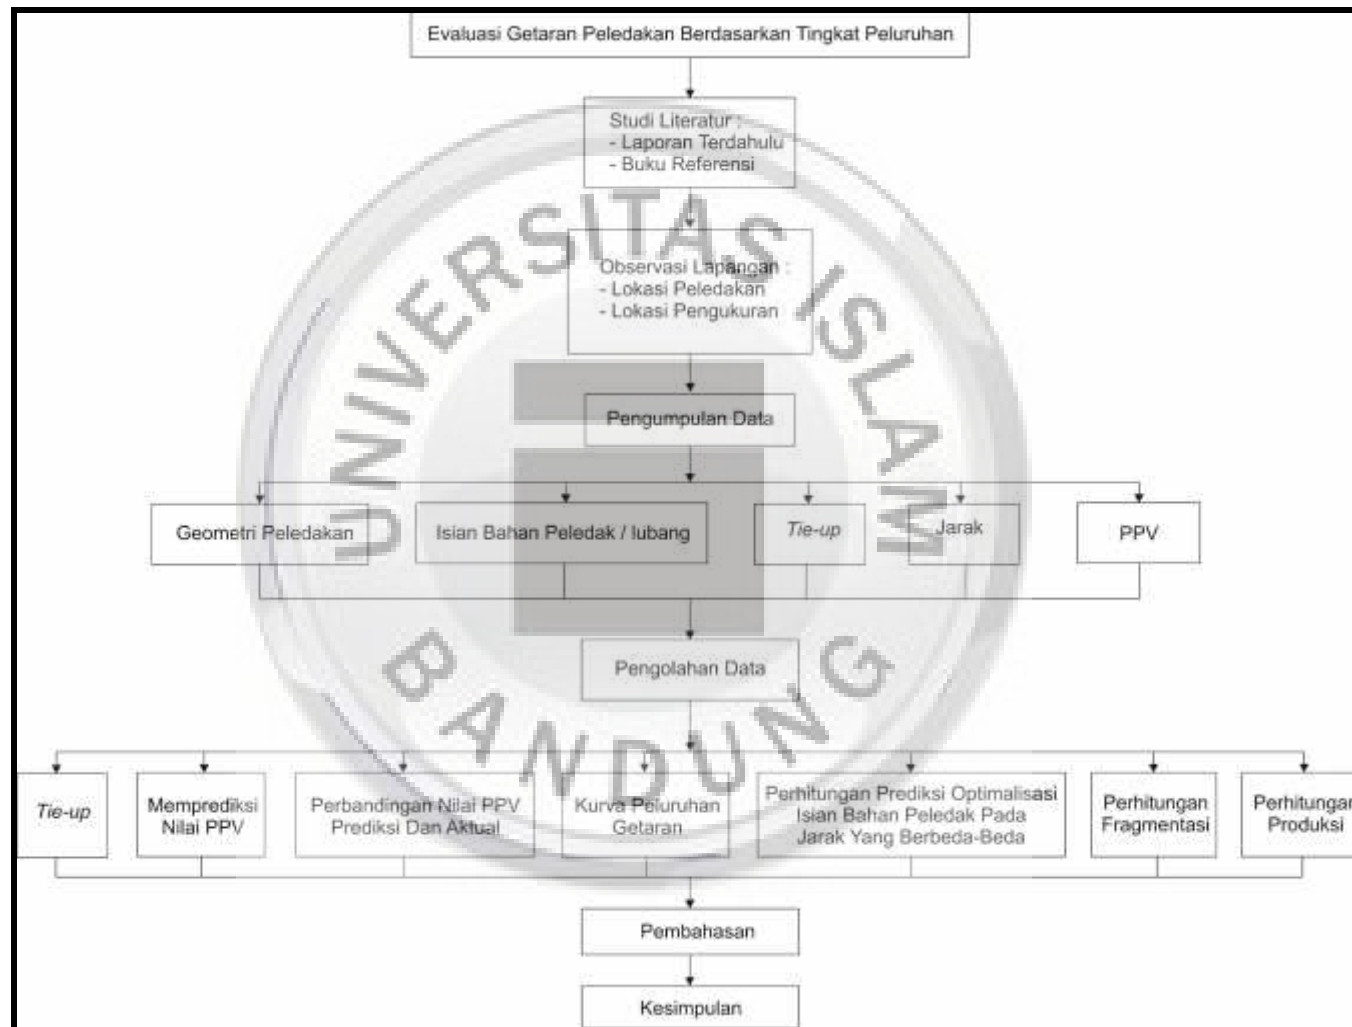 Evaluasi Getaran Peledakan Berdasarkan Tingkat Peluruhan
Studi Literatur :
- Laporan Terdahulu
- Buku Referensi
Observasi Lapangan :
- Lokasi Peledakan
- Lokasi Pengukuran
Pengumpulan Data
Geometri Peledakan
Isian Bahan Peledak / lubang
Tie-up
Jarak
PPV
Pengolahan Data
Tie-up
Memprediksi
Nilai PPV
Perbandingan Nilai PPV
Prediksi Dan Aktual
Kurva Peluruhan
Getaran
Perhitungan Prediksi Optimalisasi
Isian Bahan Peledak Pada
Jarak Yang Berbedak-Beda
Perhitungan
Fragmentasi
Perhitungan
Produksi
Pembahasan
Kesimpulan
UNIVERSITAS ISLAM
BANDUNG